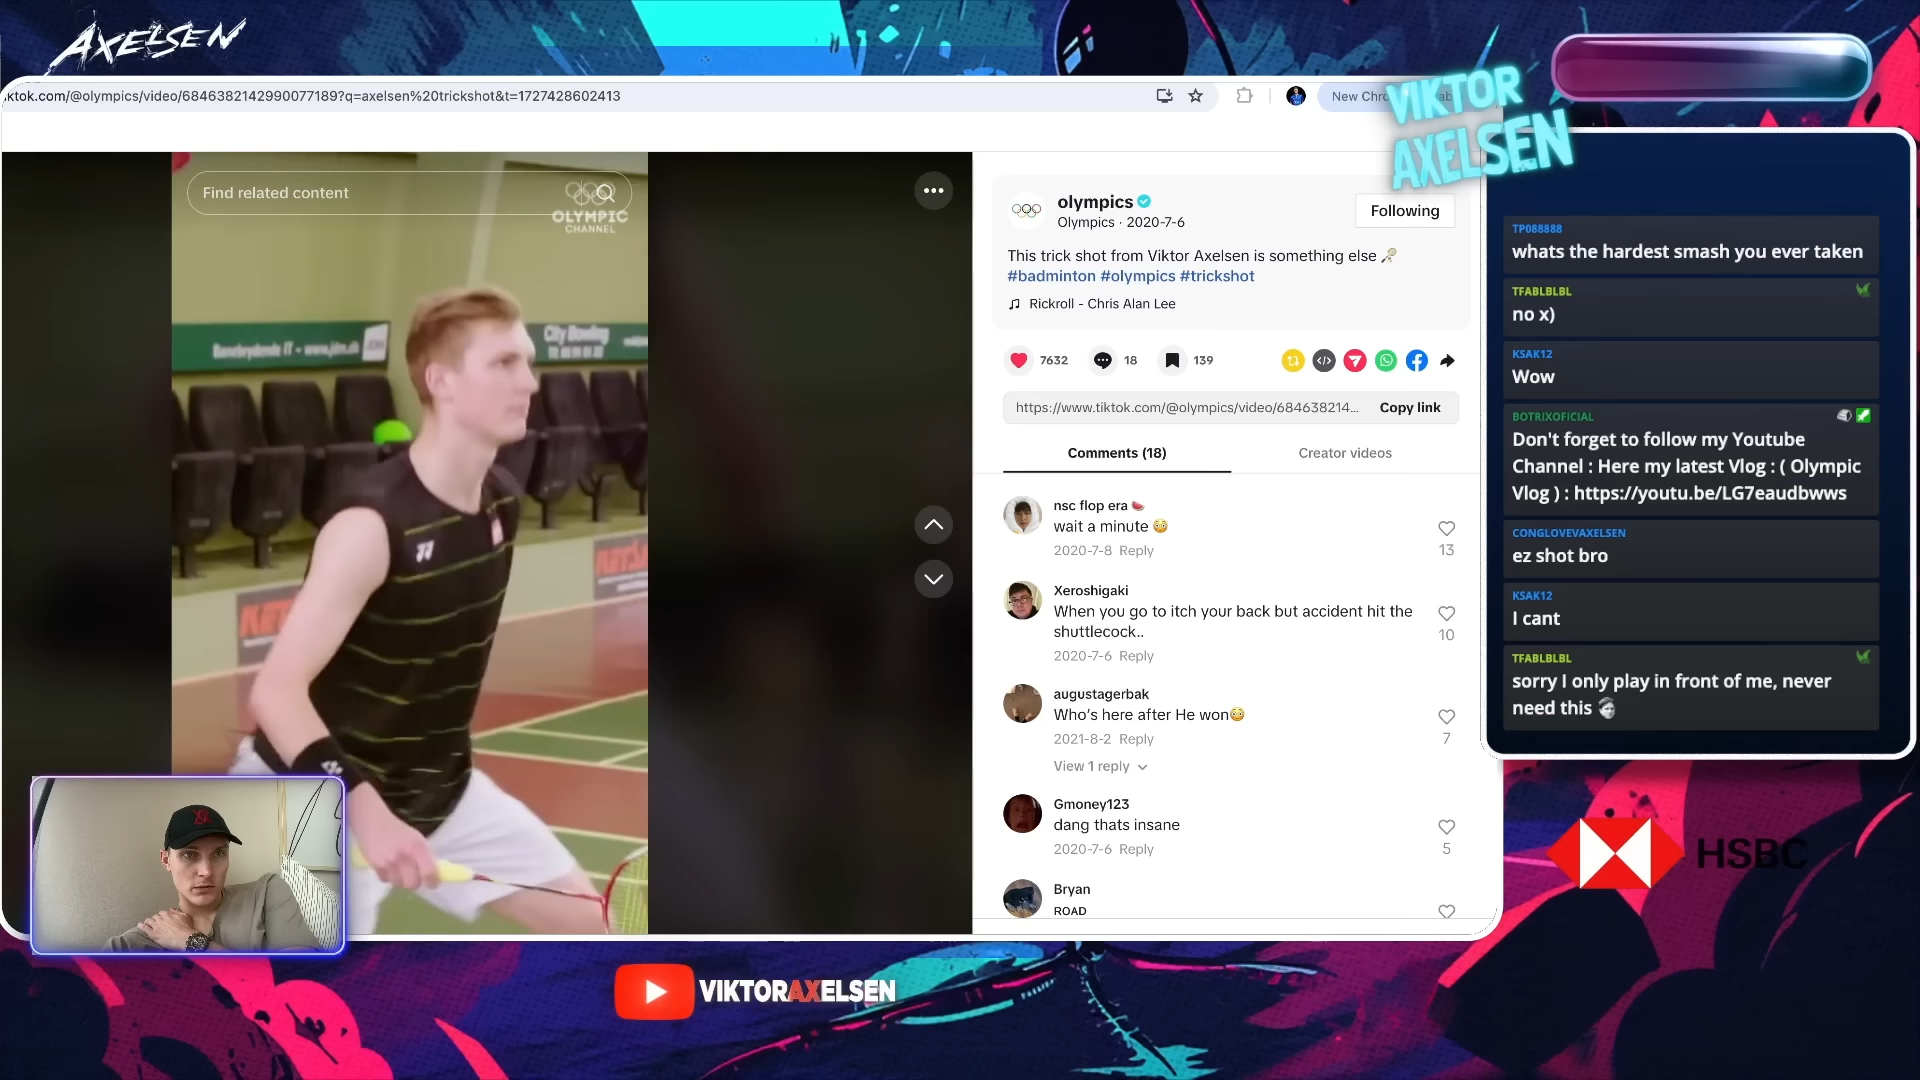 AXELSEN
ktok.com/@olympics/video/6846382142990077189?q=axelsen%20trickshot&t=1727428602413
New Chro
VIKTOR
AXELSEN
Find related content
OLYMPIC
CHANNEL
City Bowling
olympics
Olympics · 2020-7-6
Following
This trick shot from Viktor Axelsen is something else
#badminton #olympics #trickshot
Rickroll - Chris Alan Lee
7632
18
139
https://www.tiktok.com/@olympics/video/684638214...
Copy link
Comments (18)
Creator videos
nsc flop era 🍉
wait a minute 😳
2020-7-8 Reply
13
Xeroshigaki
When you go to itch your back but accident hit the
shuttlecock..
2020-7-6 Reply
10
augustagerbak
Who's here after He won😳
2021-8-2 Reply
7
View 1 reply
Gmoney123
dang thats insane
2020-7-6 Reply
5
Bryan
ROAD
TP088888
whats the hardest smash you ever taken
TFABLBLBL
no x)
KSAK12
Wow
BOTRIXOFICIAL
Don't forget to follow my Youtube
Channel : Here my latest Vlog : ( Olympic
Vlog ) : https://youtu.be/LG7eaudbwws
CONGLOVEVAXELSEN
ez shot bro
KSAK12
I cant
TFABLBLBL
sorry I only play in front of me, never
need this
HSBC
VIKTORAXELSEN